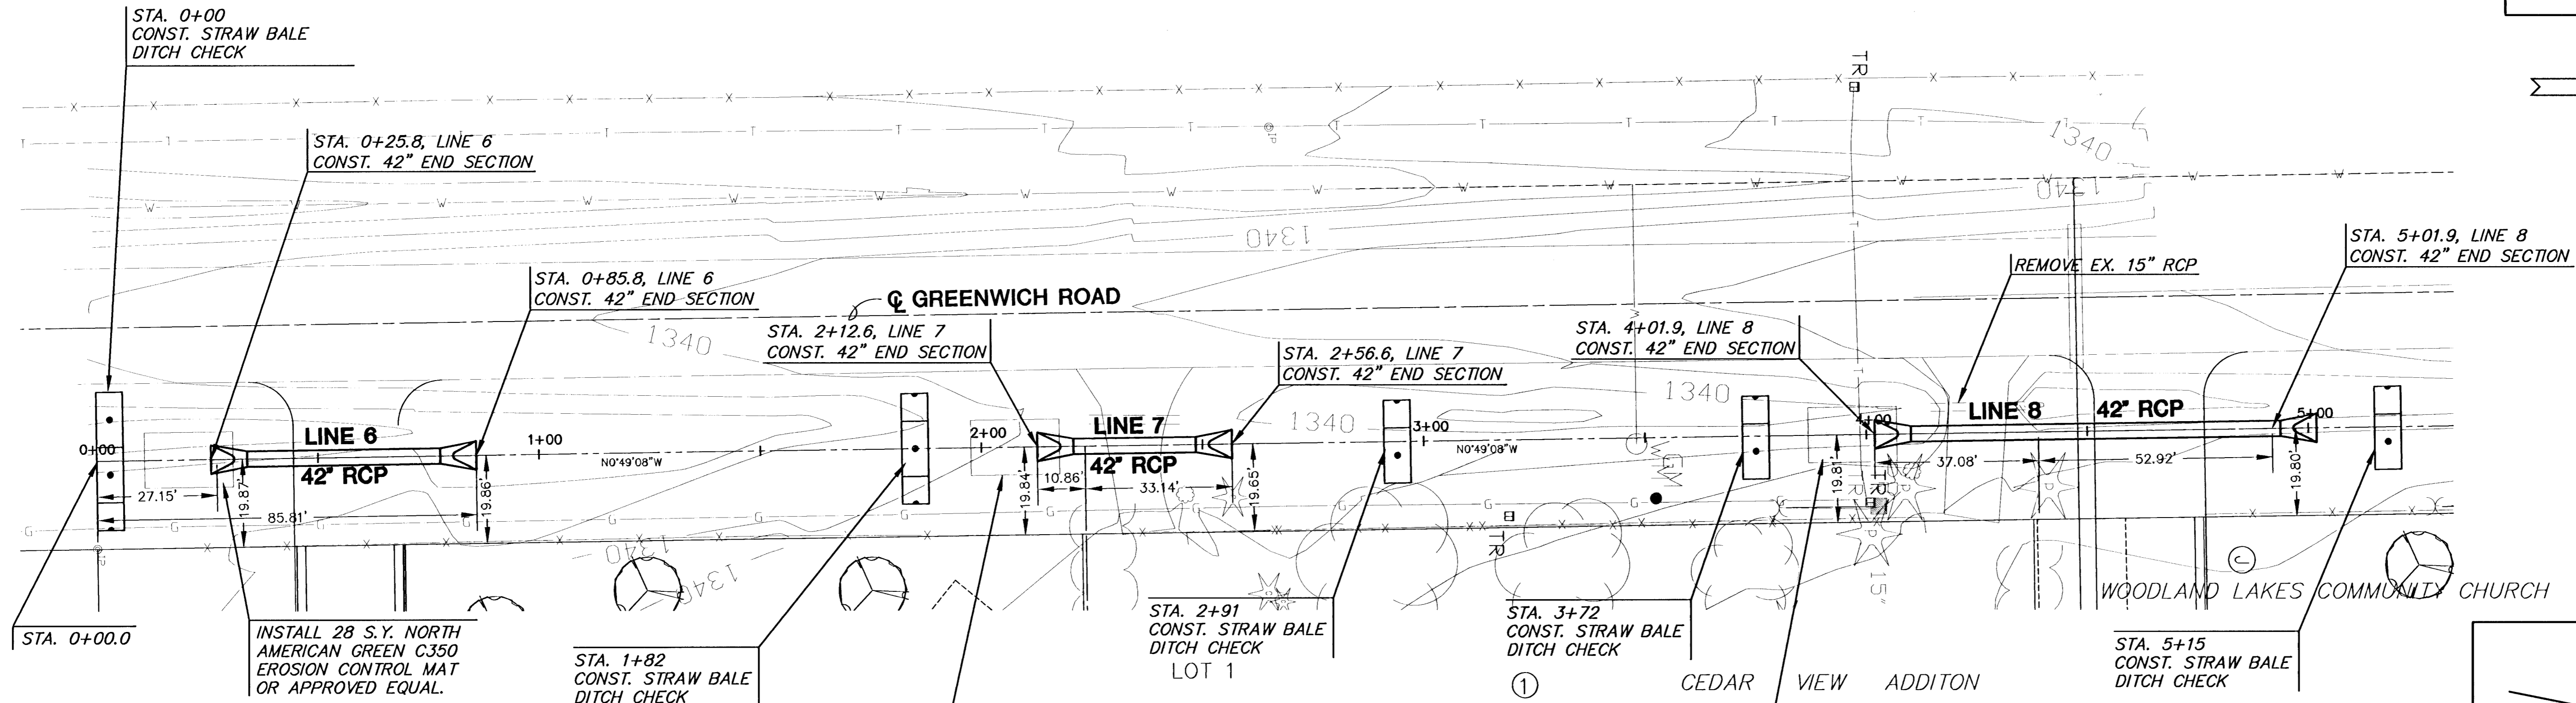 STA. 0+00
CONST. STRAW BALE
DITCH CHECK
STA. 0+25.8, LINE 6
CONST. 42" END SECTION
STA. 0+85.8, LINE 6
CONST. 42" END SECTION
℄ GREENWICH ROAD
STA. 2+12.6, LINE 7
CONST. 42" END SECTION
STA. 2+56.6, LINE 7
CONST. 42" END SECTION
STA. 4+01.9, LINE 8
CONST. 42" END SECTION
REMOVE EX. 15" RCP
STA. 5+01.9, LINE 8
CONST. 42" END SECTION
TR
1340
1340
1340
1340
1340
1340
1340
1340
0+00
LINE 6
42" RCP
1+00
N0°49'08"W
2+00
LINE 7
42" RCP
3+00
N0°49'08"W
4+00
LINE 8
42" RCP
5+00
27.15'
19.87'
85.81'
19.86'
19.84'
10.86'
33.14'
19.65'
19.81'
37.08'
52.92'
19.80'
TR
TR
15"
STA. 0+00.0
INSTALL 28 S.Y. NORTH
AMERICAN GREEN C350
EROSION CONTROL MAT
OR APPROVED EQUAL.
STA. 1+82
CONST. STRAW BALE
DITCH CHECK
STA. 2+91
CONST. STRAW BALE
DITCH CHECK
LOT 1
STA. 3+72
CONST. STRAW BALE
DITCH CHECK
1
CEDAR VIEW ADDITON
J
WOODLAND LAKES COMMUNITY CHURCH
STA. 5+15
CONST. STRAW BALE
DITCH CHECK